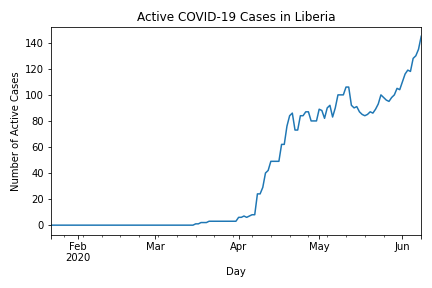 Active COVID-19 Cases in Liberia
Number of Active Cases
140
120
100
80
60
40
20
0
Feb
2020
Mar
Apr
May
Jun
Day